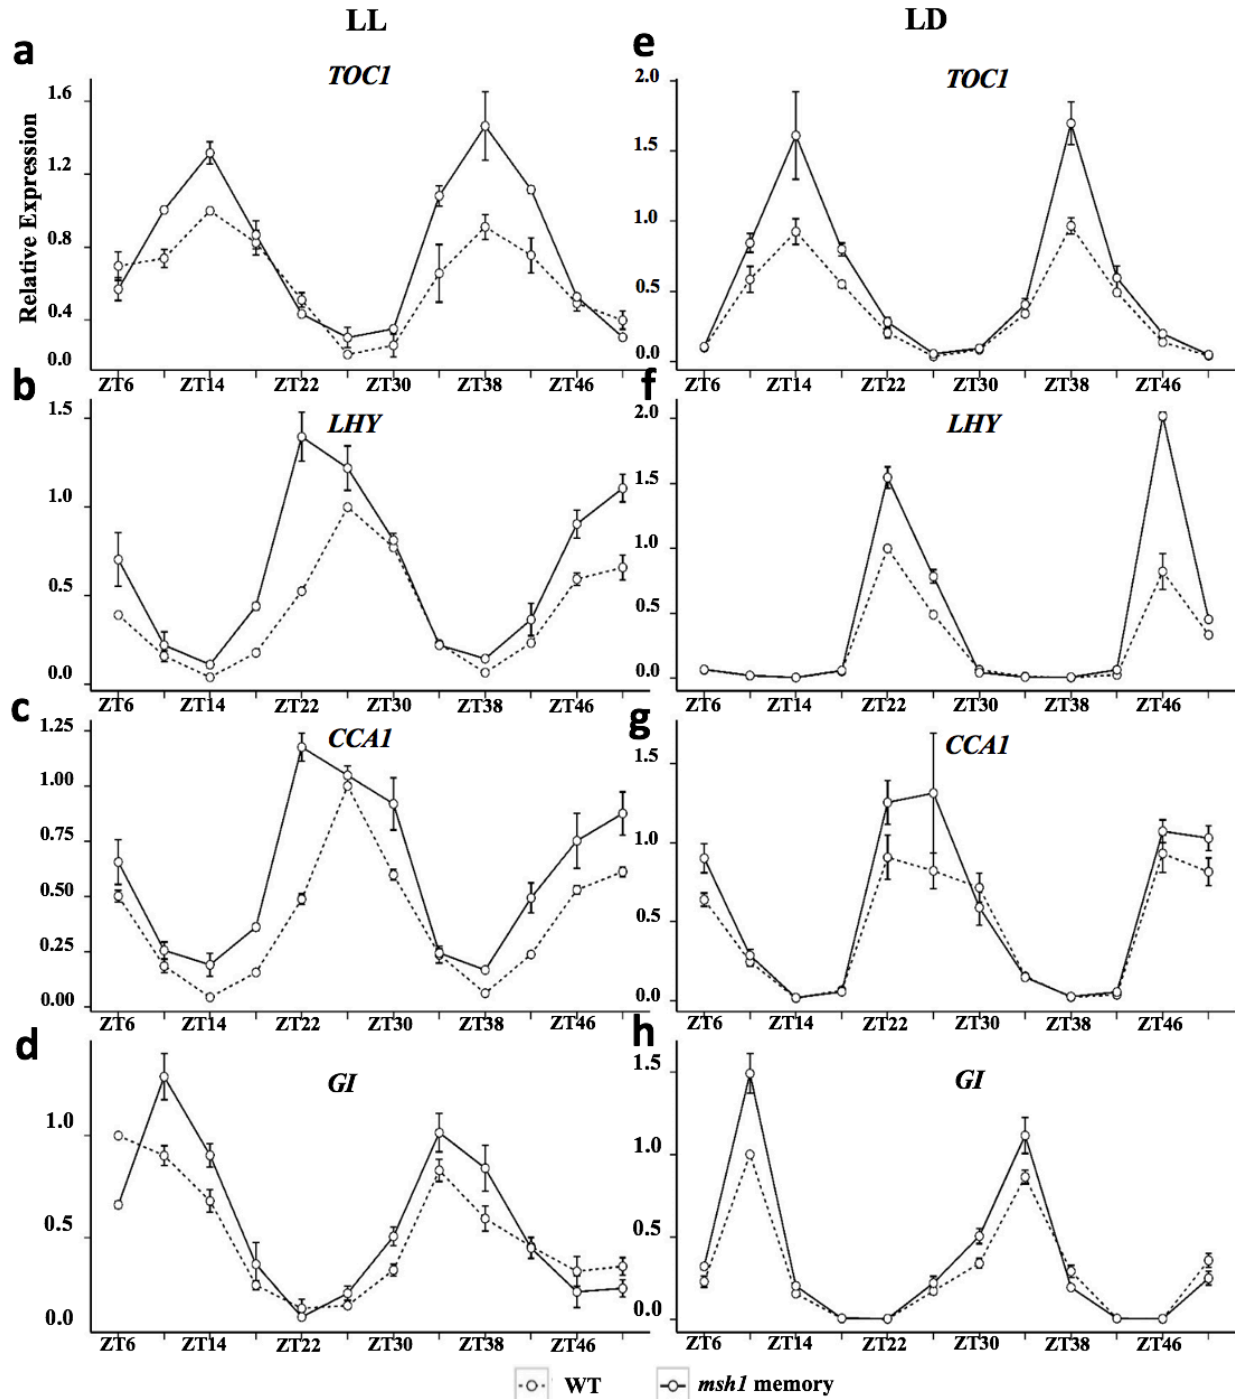 LL LD
a TOC1
1.6
1.2
0.8
0.4
0.0
Relative Expression
ZT6 ZT14 ZT22 ZT30 ZT38 ZT46
e TOC1
2.0
1.5
1.0
0.5
0.0
ZT6 ZT14 ZT22 ZT30 ZT38 ZT46
b LHY
1.5
1.0
0.5
0.0
ZT6 ZT14 ZT22 ZT30 ZT38 ZT46
f LHY
2.0
1.5
1.0
0.5
0.0
ZT6 ZT14 ZT22 ZT30 ZT38 ZT46
c CCA1
1.25
1.00
0.75
0.50
0.25
0.00
ZT6 ZT14 ZT22 ZT30 ZT38 ZT46
g CCA1
1.5
1.0
0.5
0.0
ZT6 ZT14 ZT22 ZT30 ZT38 ZT46
d GI
1.0
0.5
0.0
ZT6 ZT14 ZT22 ZT30 ZT38 ZT46
h GI
1.5
1.0
0.5
0.0
ZT6 ZT14 ZT22 ZT30 ZT38 ZT46
WT msh1 memory